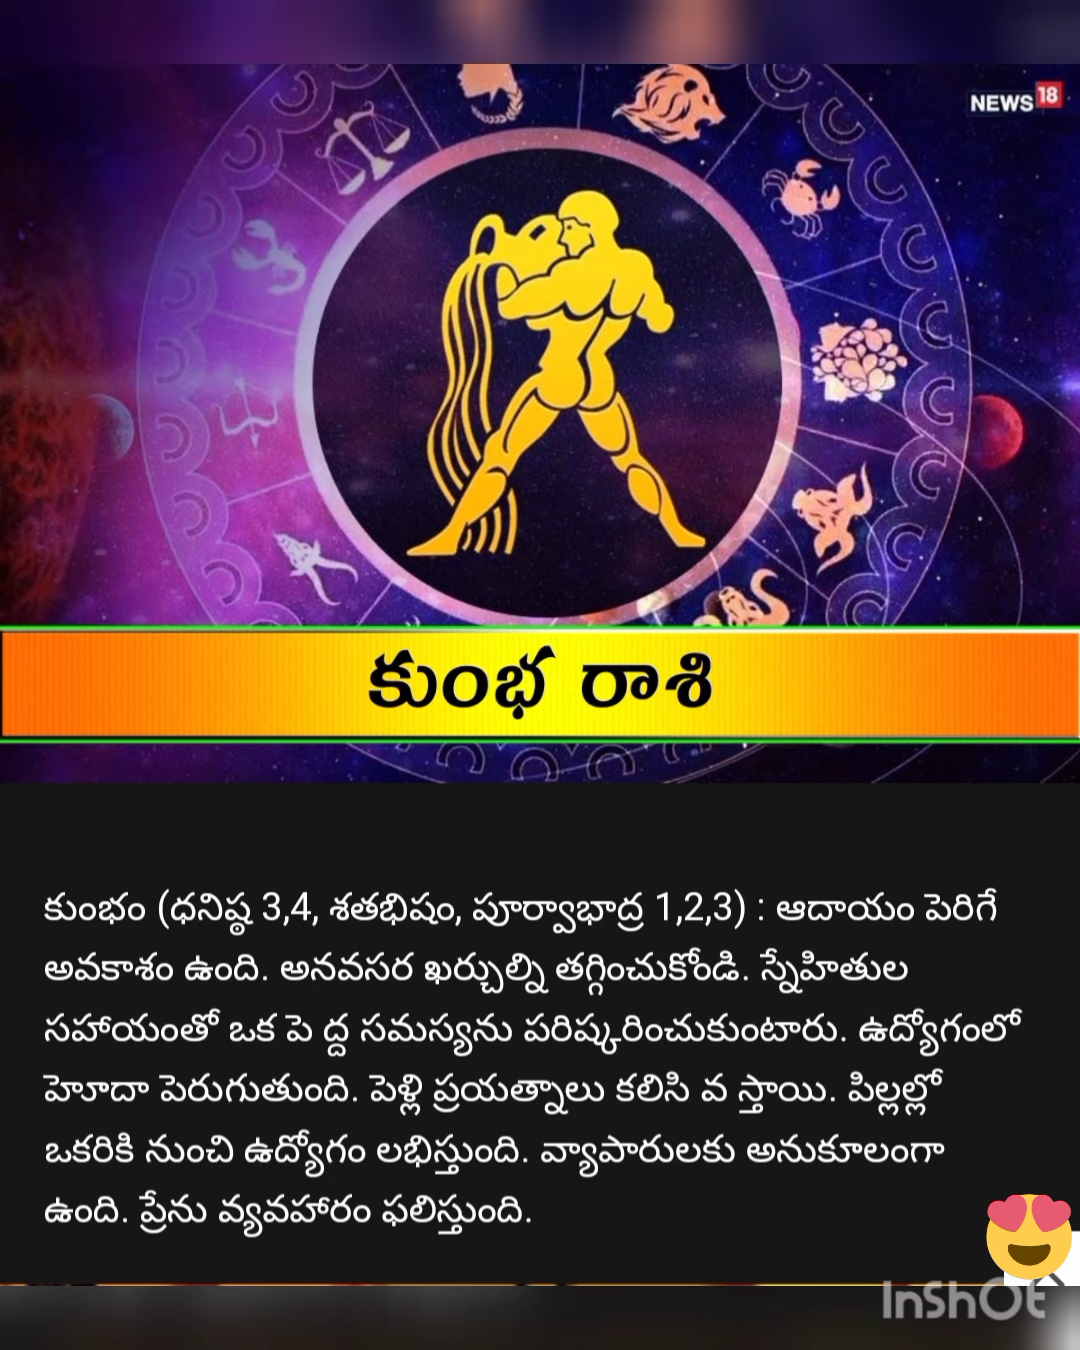 NEWS18
కుంభ రాశి
కుంభం (ధనిష్ఠ 3,4, శతభిషం, పూర్వాభాద్ర 1,2,3) : ఆదాయం పెరిగే
అవకాశం ఉంది. అనవసర ఖర్చుల్ని తగ్గించుకోండి. స్నేహితుల
సహాయంతో ఒక పె ద్ద సమస్యను పరిష్కరించుకుంటారు. ఉద్యోగంలో
హెూదా పెరుగుతుంది. పెళ్లి ప్రయత్నాలు కలిసి వ స్తాయి. పిల్లల్లో
ఒకరికి నుంచి ఉద్యోగం లభిస్తుంది. వ్యాపారులకు అనుకూలంగా
ఉంది. ప్రేను వ్యవహారం ఫలిస్తుంది.
InShOt